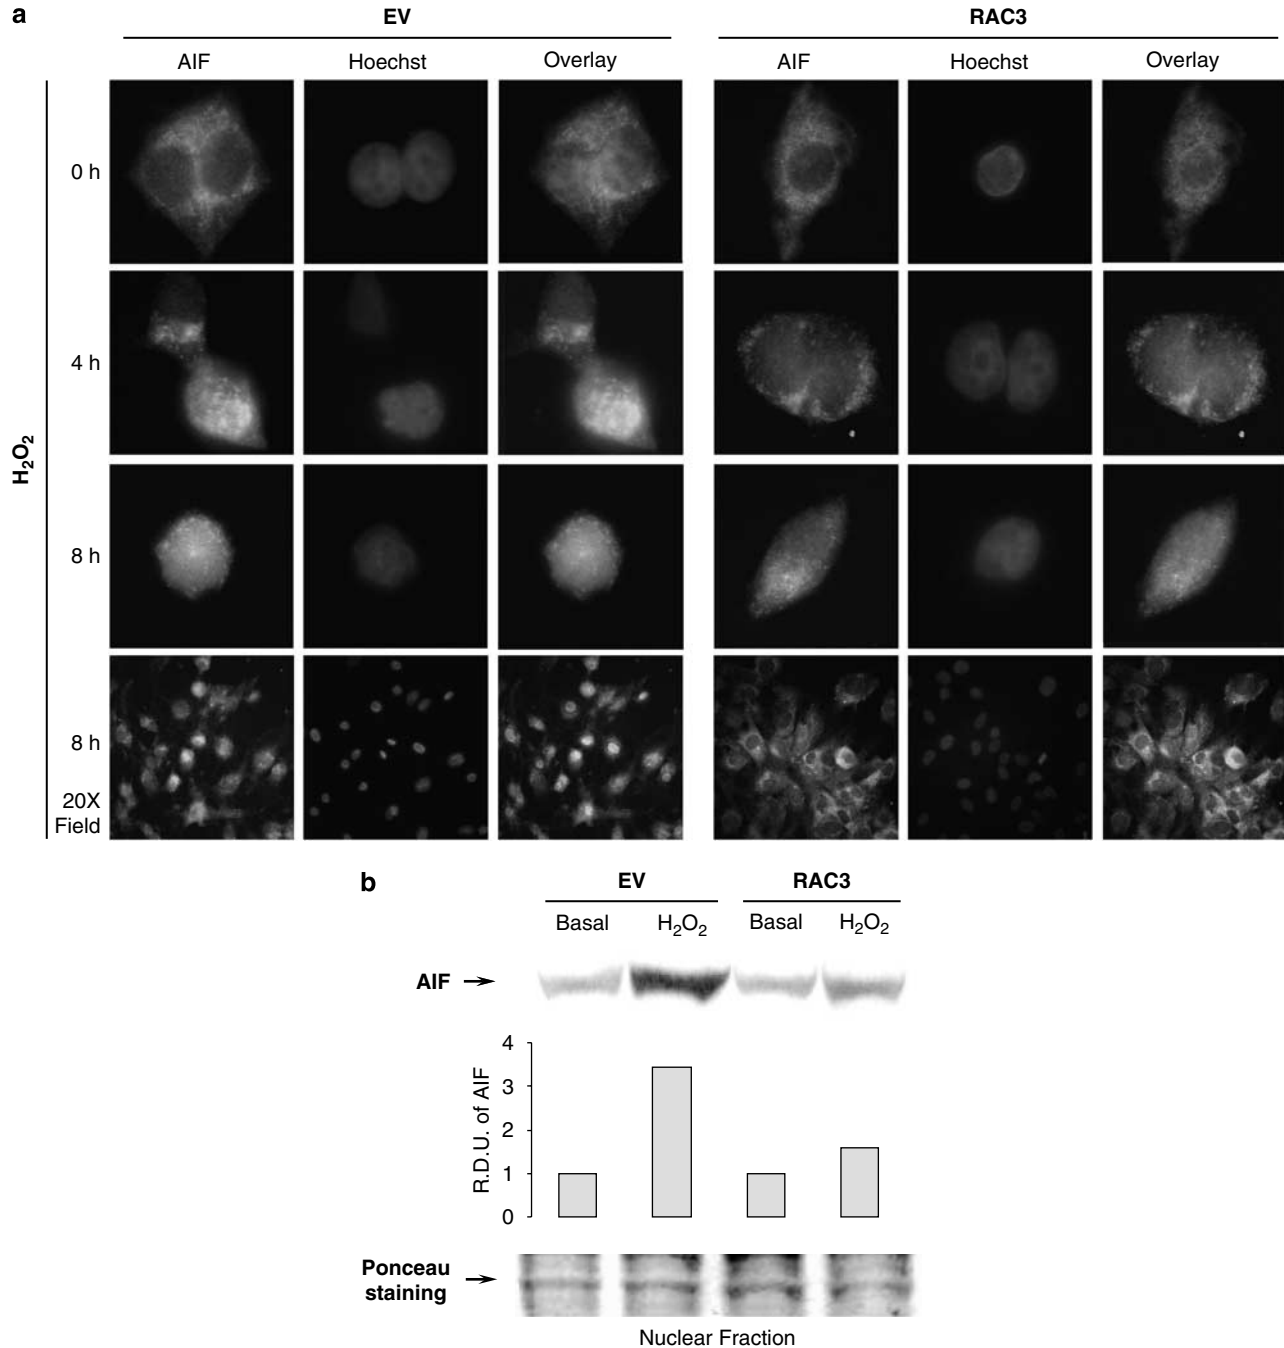 a
EV RAC3
AIF Hoechst Overlay AIF Hoechst Overlay
0 h
4 h
H₂O₂
8 h
8 h
20X
Field
b
EV RAC3
Basal H₂O₂ Basal H₂O₂
AIF
4
3
2
1
0
R.D.U. of AIF
Ponceau
staining
Nuclear Fraction